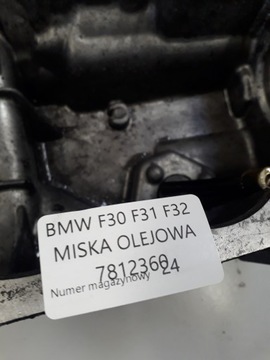 BMW F30 F31 F32
MISKA OLEJOWA
7812360
Numer magazynowy 24